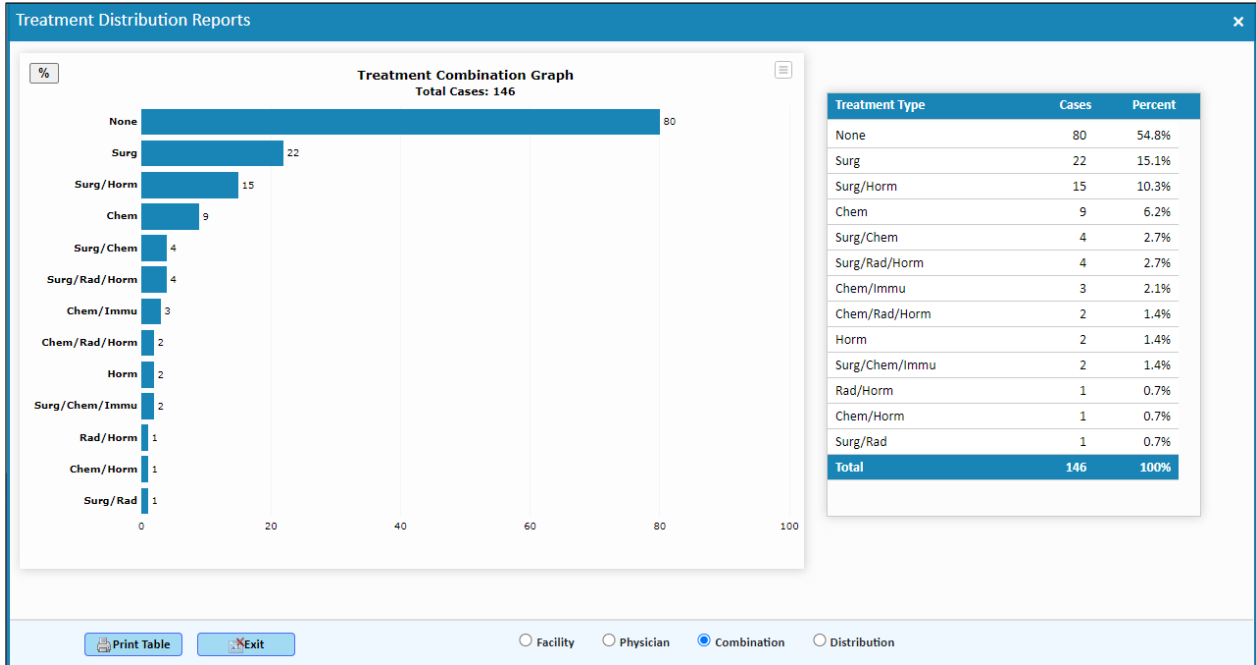 Treatment Distribution Reports
%
Treatment Combination Graph
Total Cases: 146
None 80
Surg 22
Surg/Horm 15
Chem 9
Surg/Chem 4
Surg/Rad/Horm 4
Chem/Immu 3
Chem/Rad/Horm 2
Horm 2
Surg/Chem/Immu 2
Rad/Horm 1
Chem/Horm 1
Surg/Rad 1
0 20 40 60 80 100
Treatment Type Cases Percent
None 80 54.8%
Surg 22 15.1%
Surg/Horm 15 10.3%
Chem 9 6.2%
Surg/Chem 4 2.7%
Surg/Rad/Horm 4 2.7%
Chem/Immu 3 2.1%
Chem/Rad/Horm 2 1.4%
Horm 2 1.4%
Surg/Chem/Immu 2 1.4%
Rad/Horm 1 0.7%
Chem/Horm 1 0.7%
Surg/Rad 1 0.7%
Total 146 100%
Print Table Exit Facility Physician Combination Distribution